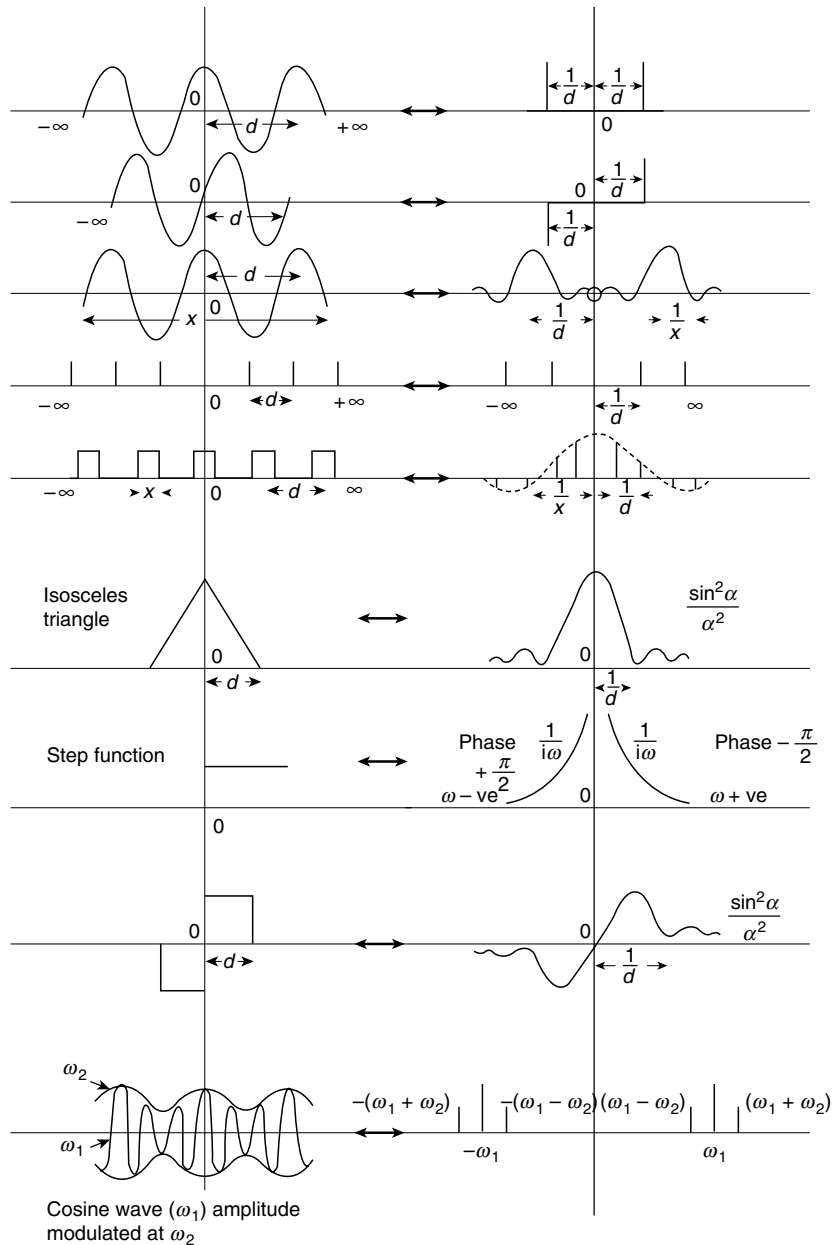 0
1/d 1/d
−∞ d +∞
0
0
1/d
0
−∞ d
1/d
d
0
x
1/d 1/x
−∞ 0 d +∞
−∞ 1/d ∞
−∞ x 0 d ∞
1/x 1/d
Isosceles
triangle
0
d
0
sin²α/α²
1/d
Step function
0
Phase
+ π/2
ω − ve
1/iω
1/iω
Phase − π/2
0
ω + ve
0
d
0
sin²α/α²
1/d
ω₂
ω₁
−(ω₁ + ω₂) −(ω₁ − ω₂) (ω₁ − ω₂) (ω₁ + ω₂)
−ω₁ ω₁
Cosine wave (ω₁) amplitude
modulated at ω₂